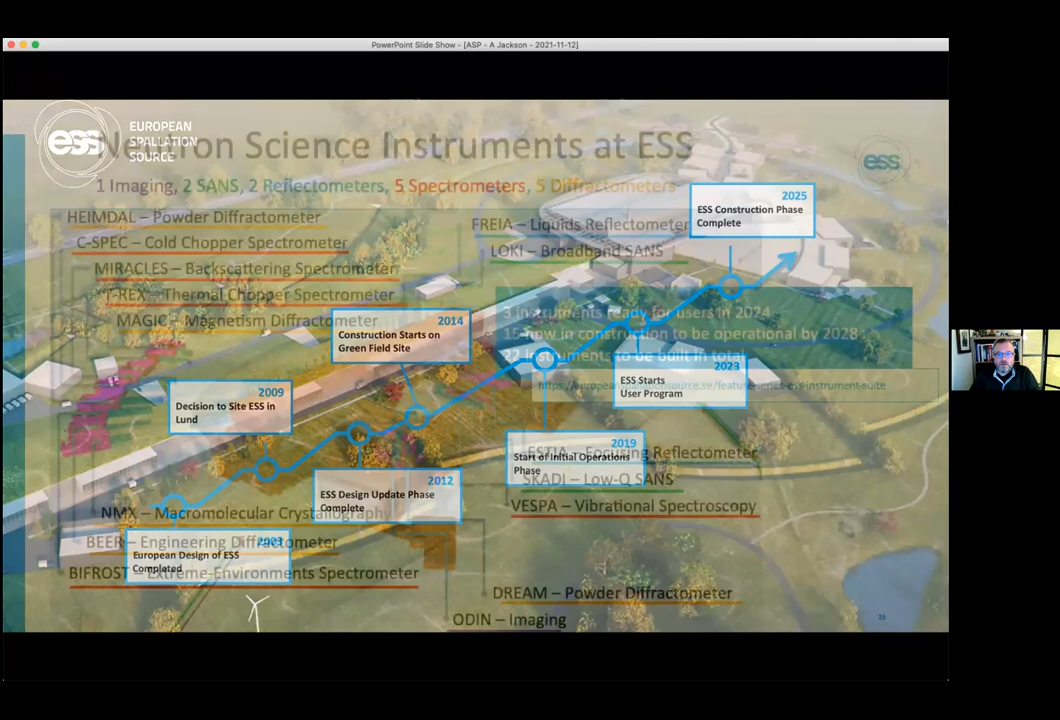 PowerPoint Slide Show - [ASP - A Jackson - 2021-11-12]
ess
EUROPEAN
SPALLATION
SOURCE
Neutron Science Instruments at ESS
ess
1 Imaging, 2 SANS, 2 Reflectometers, 5 Spectrometers, 5 Diffractometers
2025
ESS Construction Phase
Complete
HEIMDAL – Powder Diffractometer
C-SPEC – Cold Chopper Spectrometer
MIRACLES – Backscattering Spectrometer
T-REX – Thermal Chopper Spectrometer
MAGIC – Magnetism Diffractometer
FREIA – Liquids Reflectometer
LOKI – Broadband SANS
3 instruments ready for users in 2024
15 now in construction to be operational by 2028
22 instruments to be built in total
2014
Construction Starts on
Green Field Site
2023
ESS Starts
User Program
2009
Decision to Site ESS in
Lund
2019
Start of Initial Operations
Phase
ESTIA – Focusing Reflectometer
SKADI – Low-Q SANS
VESPA – Vibrational Spectroscopy
2012
ESS Design Update Phase
Complete
NMX – Macromolecular Crystallography
BEER – Engineering Diffractometer
BIFROST – Extreme-Environments Spectrometer
2003
European Design of ESS
Completed
DREAM – Powder Diffractometer
ODIN – Imaging